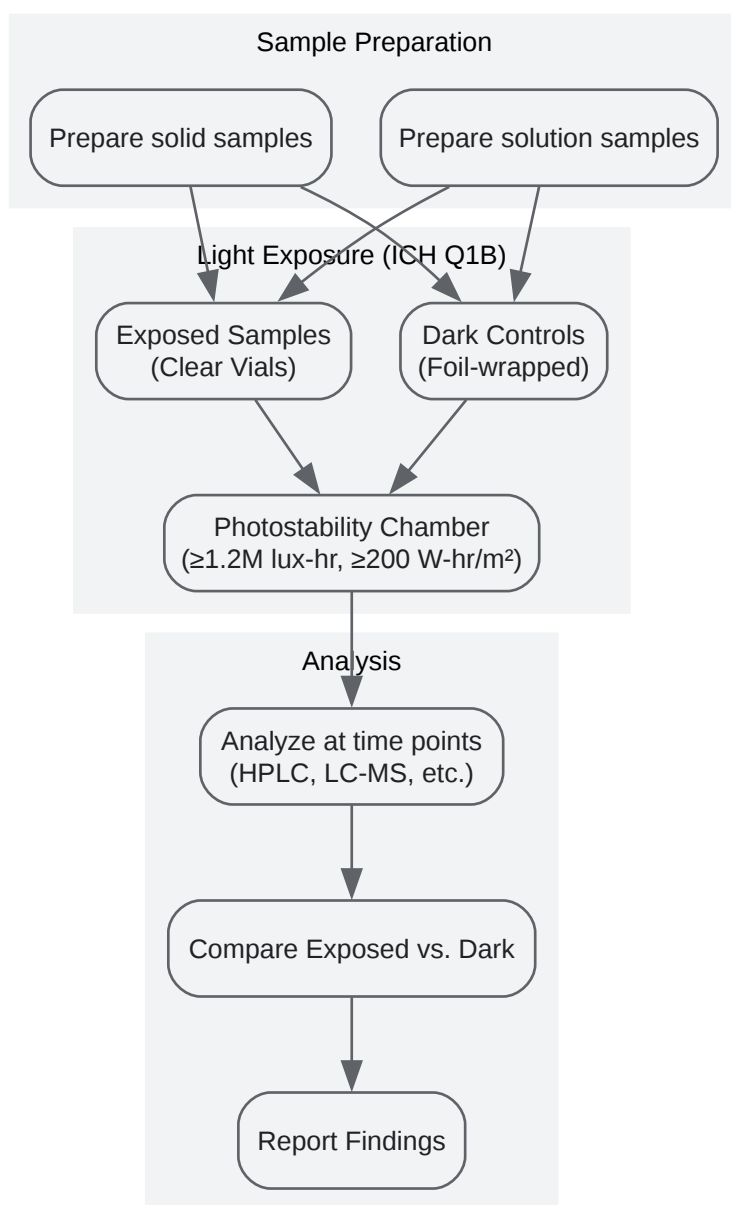 Sample Preparation
Prepare solid samples
Prepare solution samples
Light Exposure (ICH Q1B)
Exposed Samples
(Clear Vials)
Dark Controls
(Foil-wrapped)
Photostability Chamber
(≥1.2M lux-hr, ≥200 W-hr/m²)
Analysis
Analyze at time points
(HPLC, LC-MS, etc.)
Compare Exposed vs. Dark
Report Findings